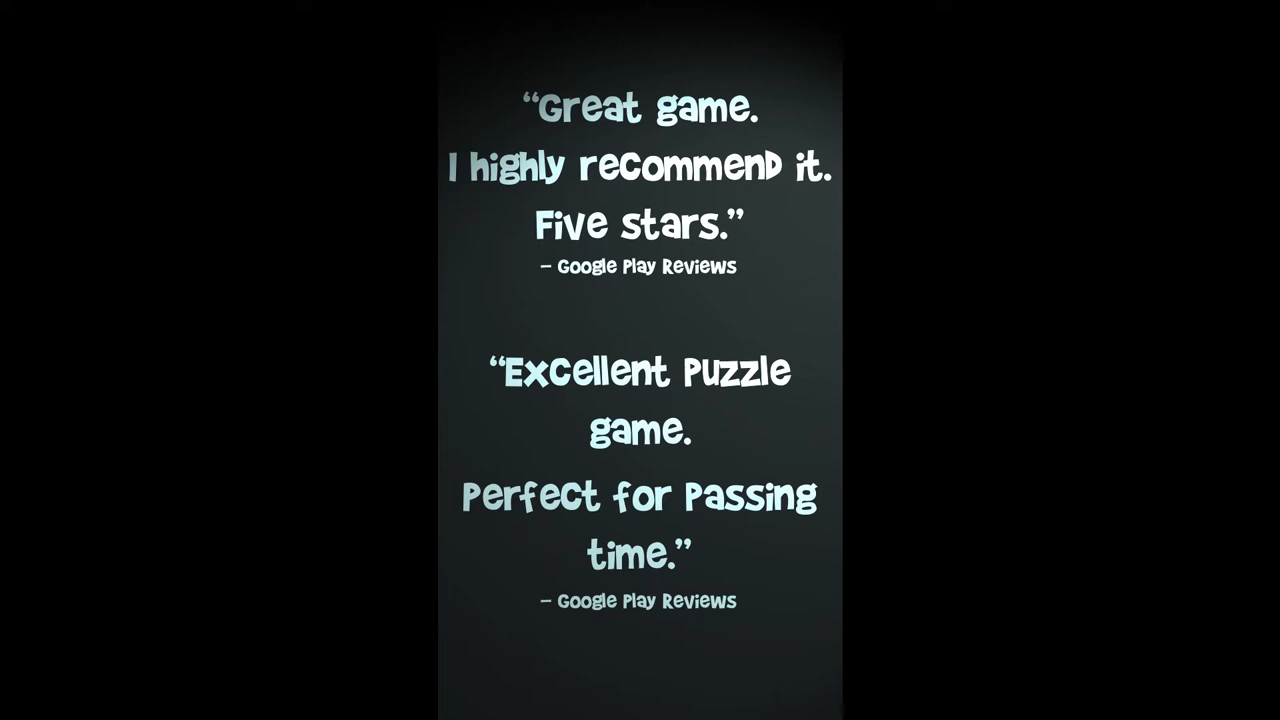 “Great game.
I highly recommend it.
Five stars.”
– Google Play Reviews
“Excellent Puzzle
game.
Perfect for Passing
time.”
– Google Play Reviews